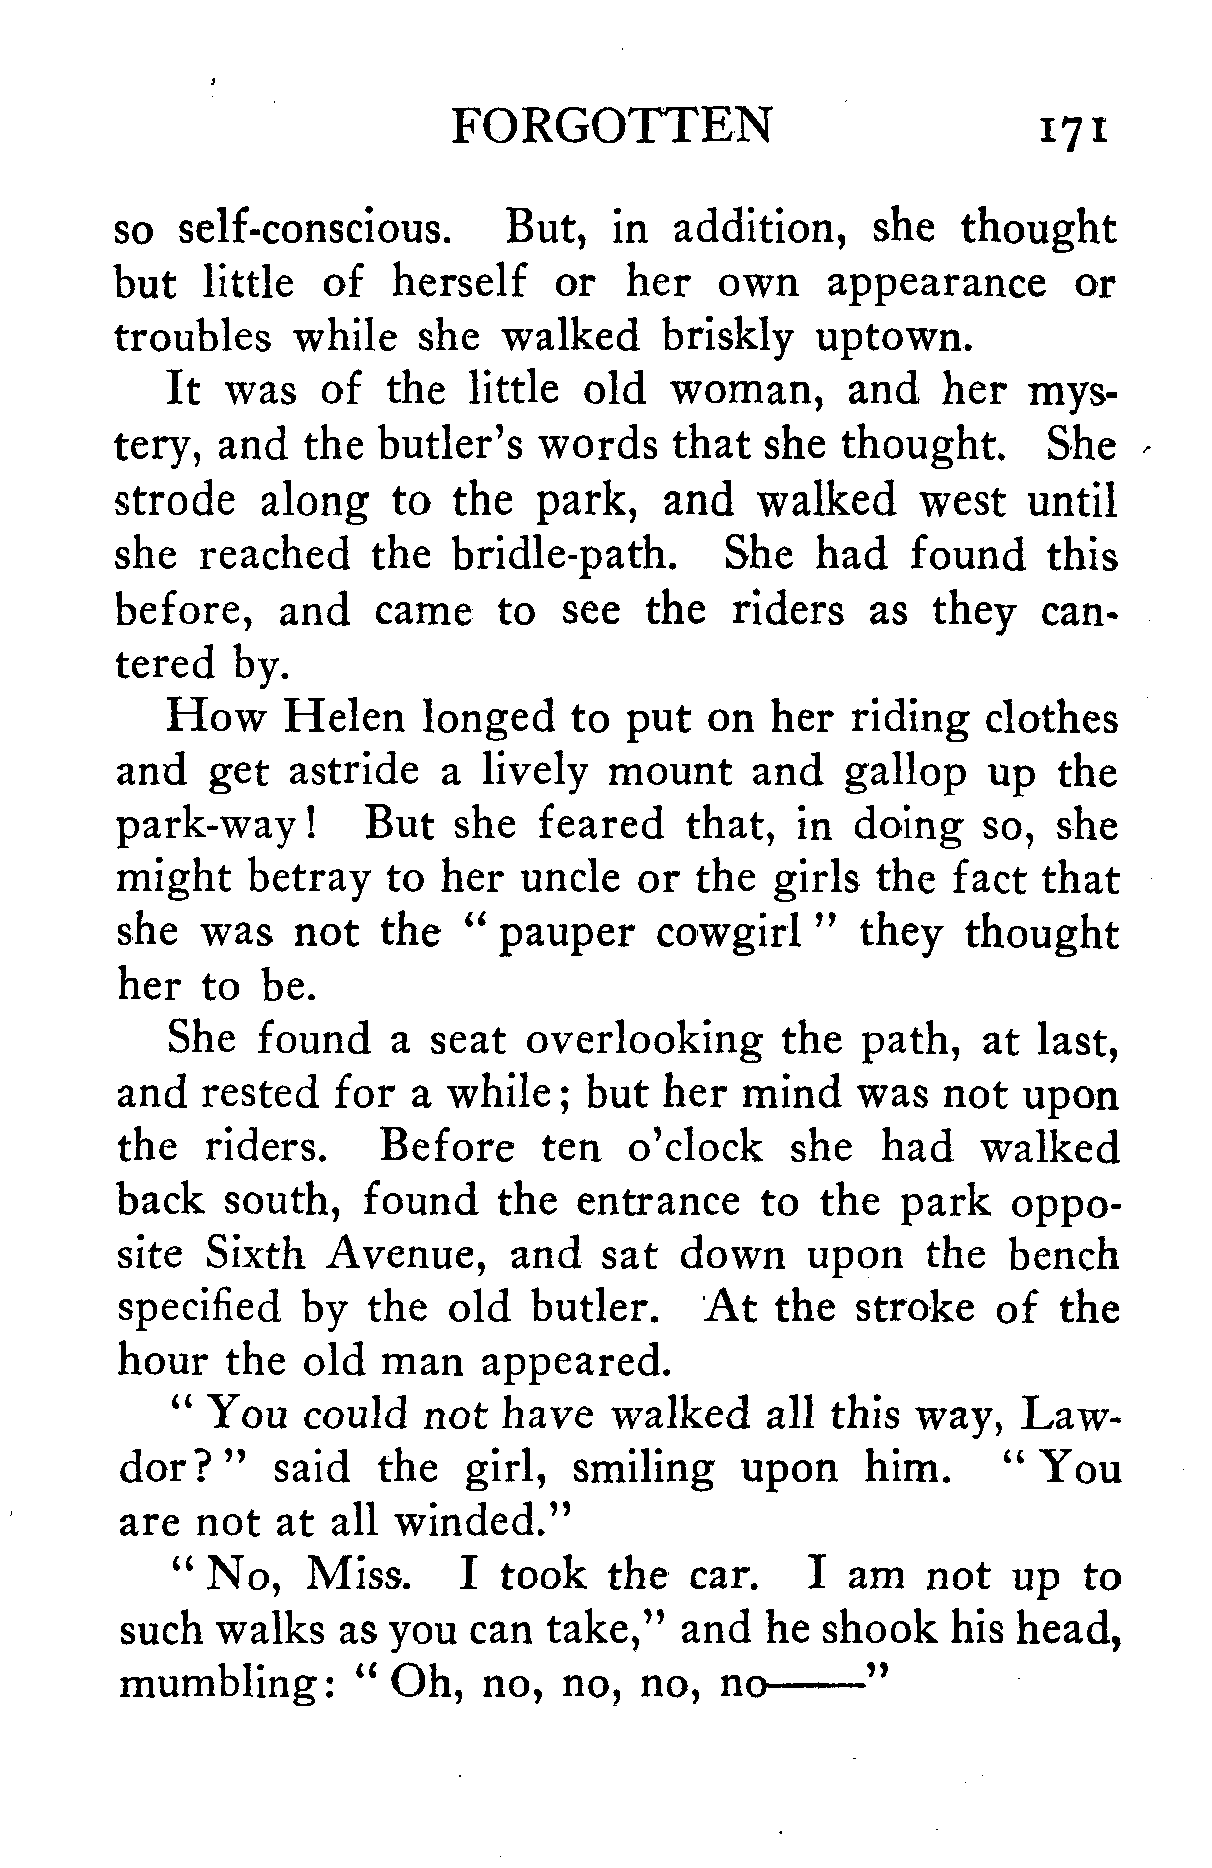 FORGOTTEN 171
so self-conscious. But, in addition, she thought
but little of herself or her own appearance or
troubles while she walked briskly uptown.
It was of the little old woman, and her mys-
tery, and the butler's words that she thought. She
strode along to the park, and walked west until
she reached the bridle-path. She had found this
before, and came to see the riders as they can-
tered by.
How Helen longed to put on her riding clothes
and get astride a lively mount and gallop up the
park-way! But she feared that, in doing so, she
might betray to her uncle or the girls the fact that
she was not the " pauper cowgirl " they thought
her to be.
She found a seat overlooking the path, at last,
and rested for a while; but her mind was not upon
the riders. Before ten o'clock she had walked
back south, found the entrance to the park oppo-
site Sixth Avenue, and sat down upon the bench
specified by the old butler. At the stroke of the
hour the old man appeared.
" You could not have walked all this way, Law-
dor? " said the girl, smiling upon him. " You
are not at all winded."
" No, Miss. I took the car. I am not up to
such walks as you can take," and he shook his head,
mumbling: " Oh, no, no, no, no——"